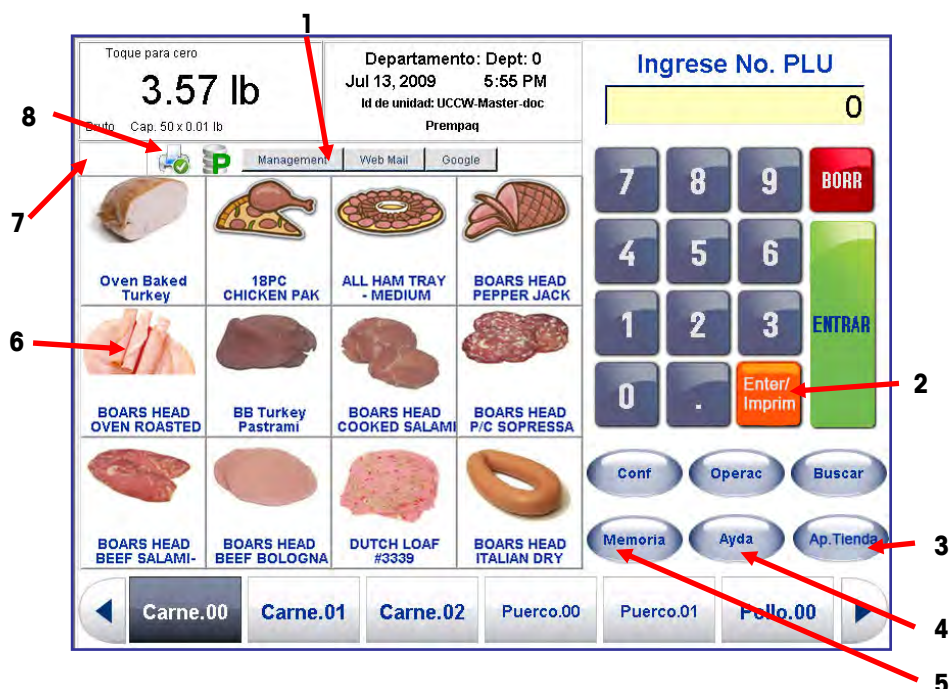 1
Toque para cero
3.57 lb
Bruto Cap. 50 x 0.01 lb
Departamento: Dept: 0
Jul 13, 2009 5:55 PM
Id de unidad: UCCW-Master-doc
Prempaq
Ingrese No. PLU
0
8
P
Management
Web Mail
Google
7
7 8 9 BORR
Oven Baked
Turkey
18PC
CHICKEN PAK
ALL HAM TRAY
- MEDIUM
BOARS HEAD
PEPPER JACK
4 5 6
1 2 3 ENTRAR
6
0 . Enter/
Imprim
2
BOARS HEAD
OVEN ROASTED
BB Turkey
Pastrami
BOARS HEAD
COOKED SALAMI
BOARS HEAD
P/C SOPRESSA
Conf Operac Buscar
BOARS HEAD
BEEF SALAMI-
BOARS HEAD
BEEF BOLOGNA
DUTCH LOAF
#3339
BOARS HEAD
ITALIAN DRY
Memoria Ayda Ap.Tienda
3
Carne.00 Carne.01 Carne.02 Puerco.00 Puerco.01 Pollo.00
4
5